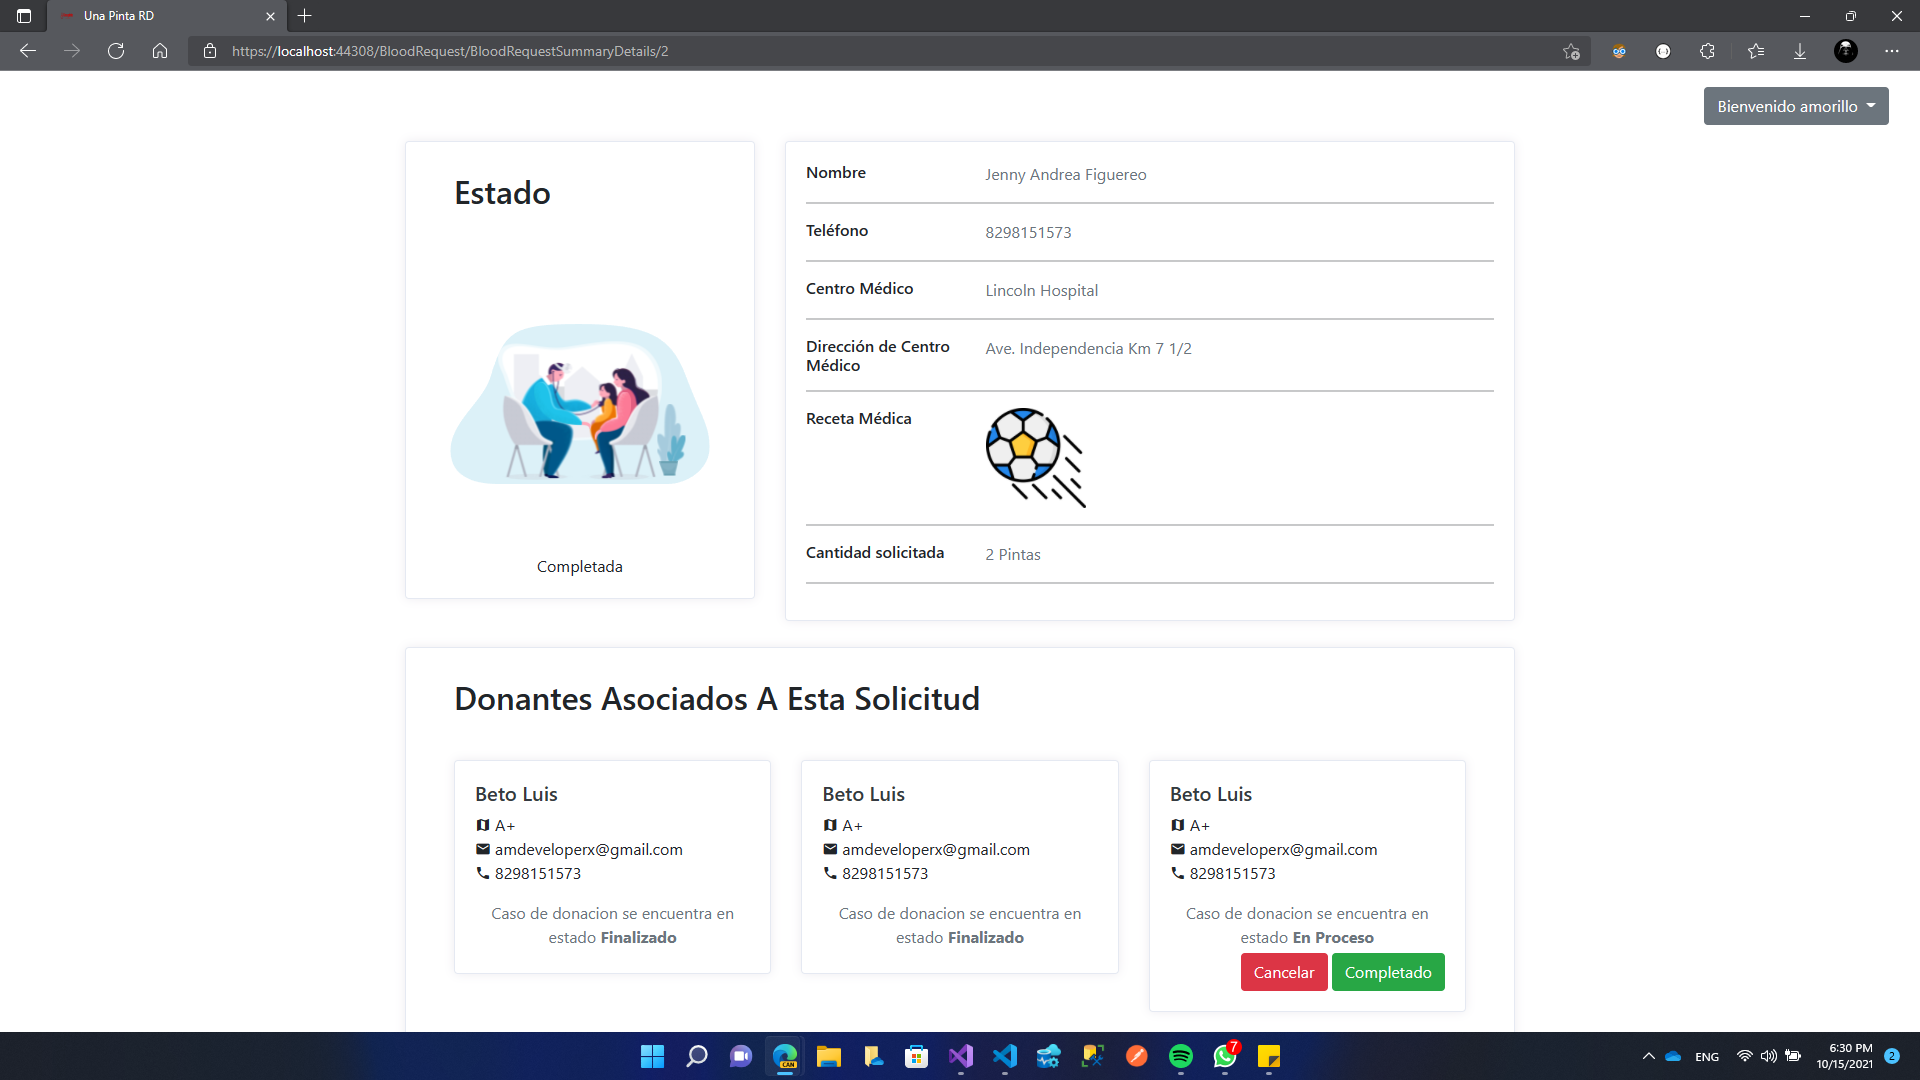 Una Pinta RD
https://localhost:44308/BloodRequest/BloodRequestSummaryDetails/2
Bienvenido amorillo
Estado
Completada
Nombre
Jenny Andrea Figuereo
Teléfono
8298151573
Centro Médico
Lincoln Hospital
Dirección de Centro
Médico
Ave. Independencia Km 7 1/2
Receta Médica
Cantidad solicitada
2 Pintas
Donantes Asociados A Esta Solicitud
Beto Luis
A+
amdeveloperx@gmail.com
8298151573
Caso de donacion se encuentra en
estado Finalizado
Beto Luis
A+
amdeveloperx@gmail.com
8298151573
Caso de donacion se encuentra en
estado Finalizado
Beto Luis
A+
amdeveloperx@gmail.com
8298151573
Caso de donacion se encuentra en
estado En Proceso
Cancelar
Completado
CAN
7
ENG
6:30 PM
10/15/2021
2